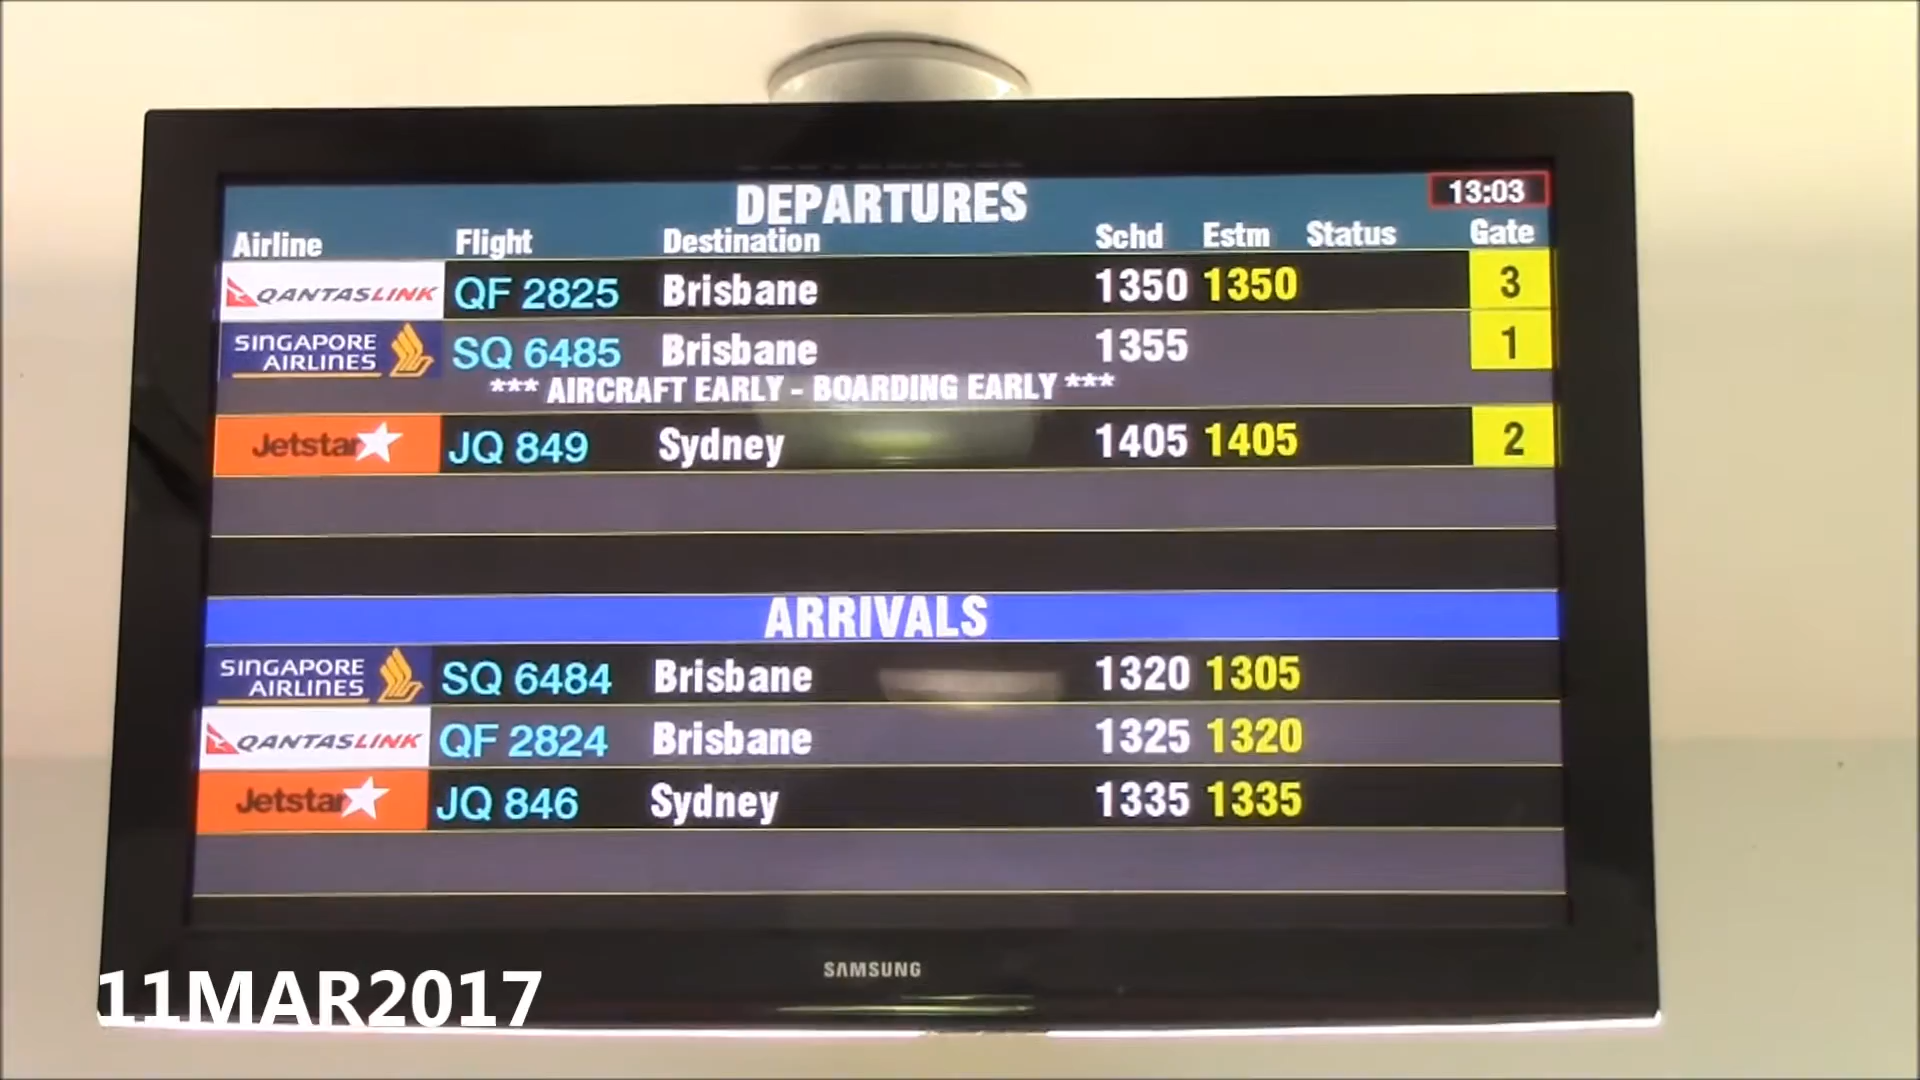 DEPARTURES 13:03
Airline Flight Destination Schd Estm Status Gate
QANTASLINK QF 2825 Brisbane 1350 1350 3
SINGAPORE AIRLINES SQ 6485 Brisbane 1355 1
*** AIRCRAFT EARLY - BOARDING EARLY ***
Jetstar JQ 849 Sydney 1405 1405 2
ARRIVALS
SINGAPORE AIRLINES SQ 6484 Brisbane 1320 1305
QANTASLINK QF 2824 Brisbane 1325 1320
Jetstar JQ 846 Sydney 1335 1335
SAMSUNG
11MAR2017